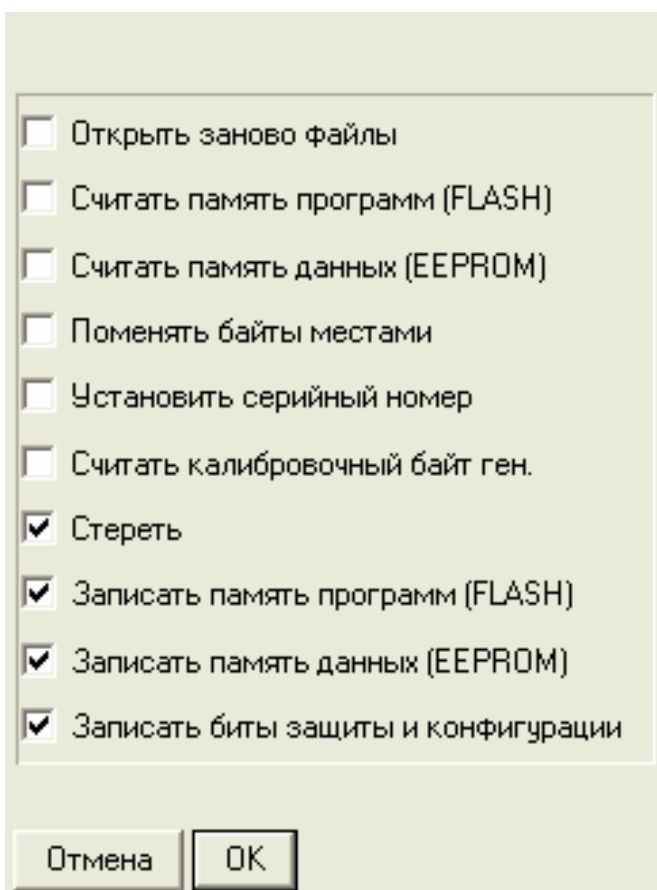 Открыть заново файлы
Считать память программ (FLASH)
Считать память данных (EEPROM)
Поменять байты местами
Установить серийный номер
Считать калибровочный байт ген.
Стереть
Записать память программ (FLASH)
Записать память данных (EEPROM)
Записать биты защиты и конфигурации
Отмена OK